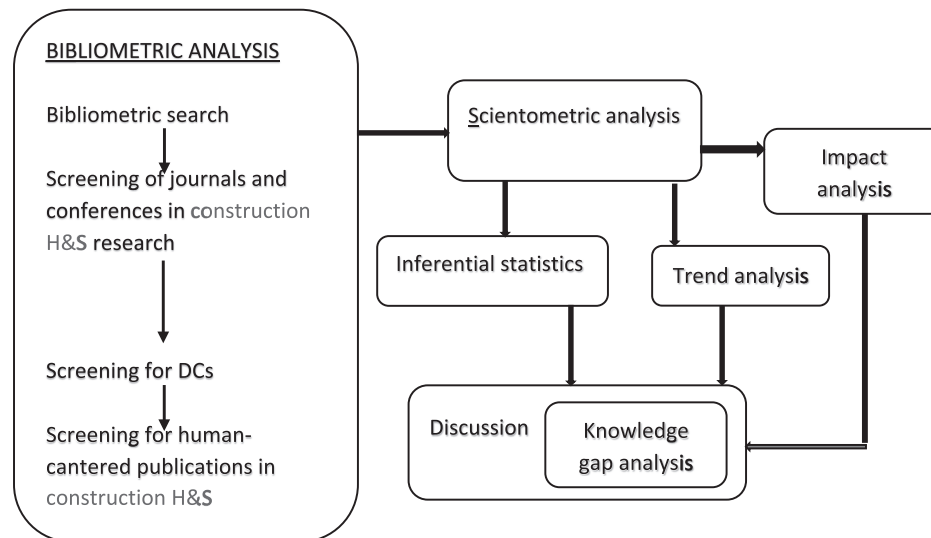 BIBLIOMETRIC ANALYSIS
Bibliometric search
Screening of journals and
conferences in construction
H&S research
Screening for DCs
Screening for human-
cantered publications in
construction H&S
Scientometric analysis
Impact
analysis
Inferential statistics
Trend analysis
Discussion
Knowledge
gap analysis